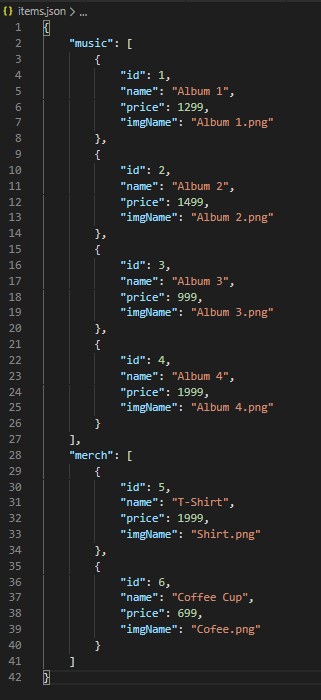 {} items.json > ...
1 {
2     "music": [
3         {
4             "id": 1,
5             "name": "Album 1",
6             "price": 1299,
7             "imgName": "Album 1.png"
8         },
9         {
10             "id": 2,
11             "name": "Album 2",
12             "price": 1499,
13             "imgName": "Album 2.png"
14         },
15         {
16             "id": 3,
17             "name": "Album 3",
18             "price": 999,
19             "imgName": "Album 3.png"
20         },
21         {
22             "id": 4,
23             "name": "Album 4",
24             "price": 1999,
25             "imgName": "Album 4.png"
26         }
27     ],
28     "merch": [
29         {
30             "id": 5,
31             "name": "T-Shirt",
32             "price": 1999,
33             "imgName": "Shirt.png"
34         },
35         {
36             "id": 6,
37             "name": "Coffee Cup",
38             "price": 699,
39             "imgName": "Cofee.png"
40         }
41     ]
42 }